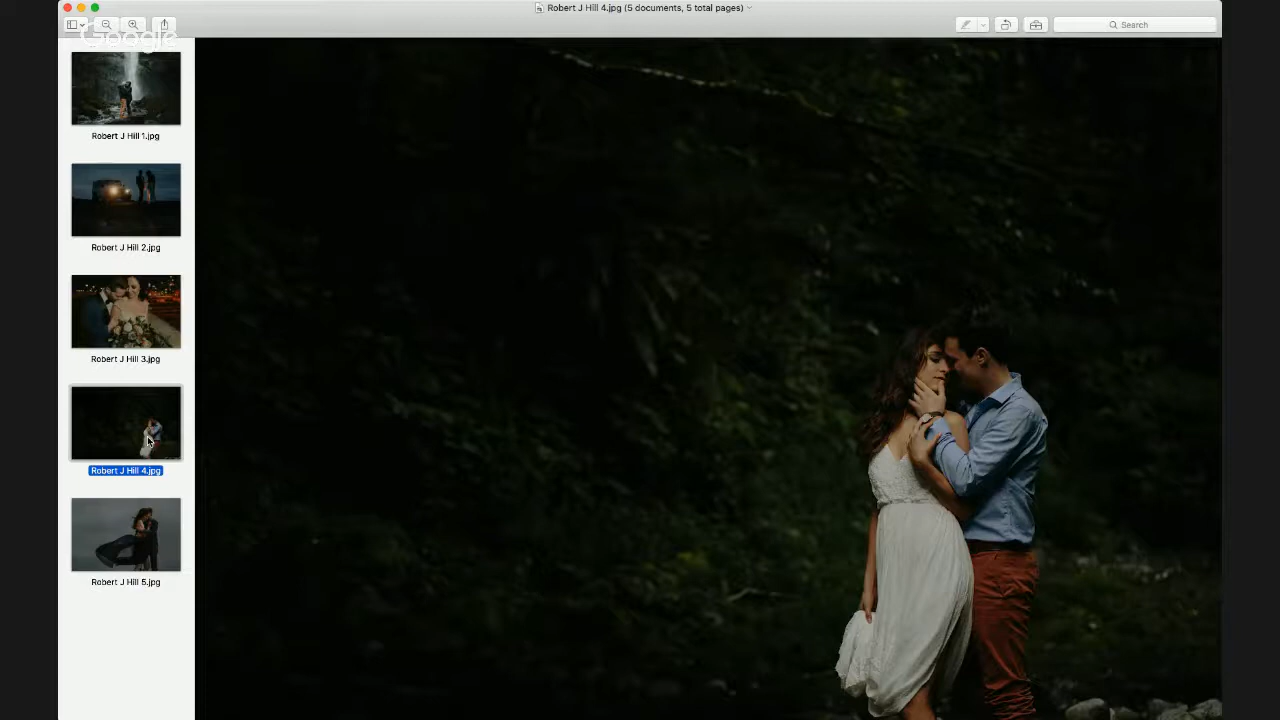 Robert J Hill 4.jpg (5 documents, 5 total pages)
Google
Search
Robert J Hill 1.jpg
Robert J Hill 2.jpg
Robert J Hill 3.jpg
Robert J Hill 4.jpg
Robert J Hill 5.jpg